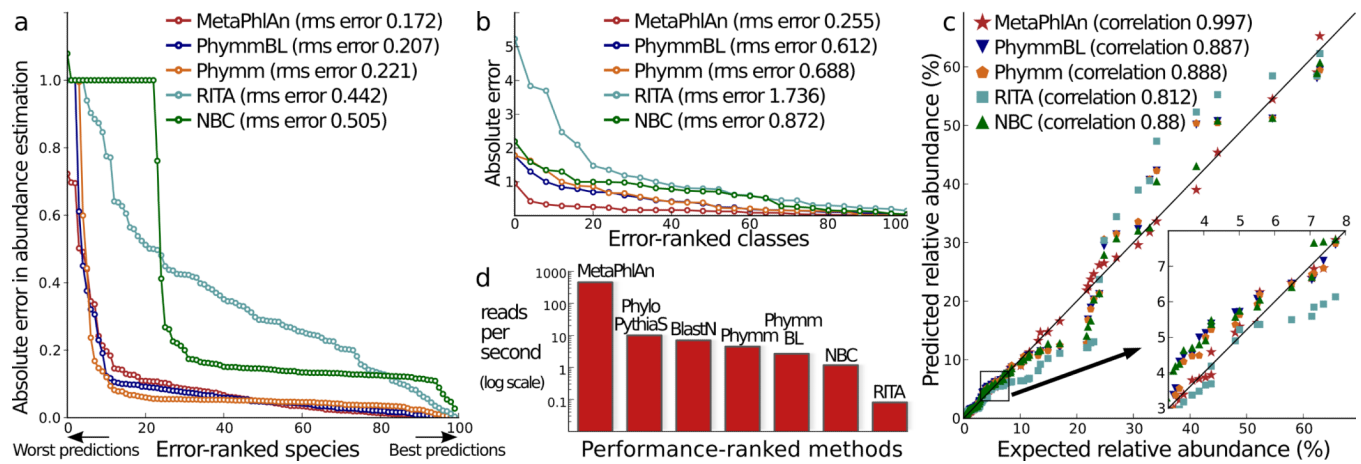 a
MetaPhlAn (rms error 0.172)
PhymmBL (rms error 0.207)
Phymm (rms error 0.221)
RITA (rms error 0.442)
NBC (rms error 0.505)
Absolute error in abundance estimation
1.0
0.8
0.6
0.4
0.2
0.0
0 20 40 60 80 100
Worst predictions
Error-ranked species
Best predictions
b
MetaPhlAn (rms error 0.255)
PhymmBL (rms error 0.612)
Phymm (rms error 0.688)
RITA (rms error 1.736)
NBC (rms error 0.872)
Absolute error
5
4
3
2
1
0 20 40 60 80 100
Error-ranked classes
d
reads
per
second
(log scale)
1000
100
10
1
0.1
MetaPhlAn
Phylo
PythiaS
BlastN
Phymm
Phymm
BL
NBC
RITA
Performance-ranked methods
c
MetaPhlAn (correlation 0.997)
PhymmBL (correlation 0.887)
Phymm (correlation 0.888)
RITA (correlation 0.812)
NBC (correlation 0.88)
Predicted relative abundance (%)
60
50
40
30
20
10
0
0 10 20 30 40 50 60
Expected relative abundance (%)
4 5 6 7 8
8
7
6
5
4
3